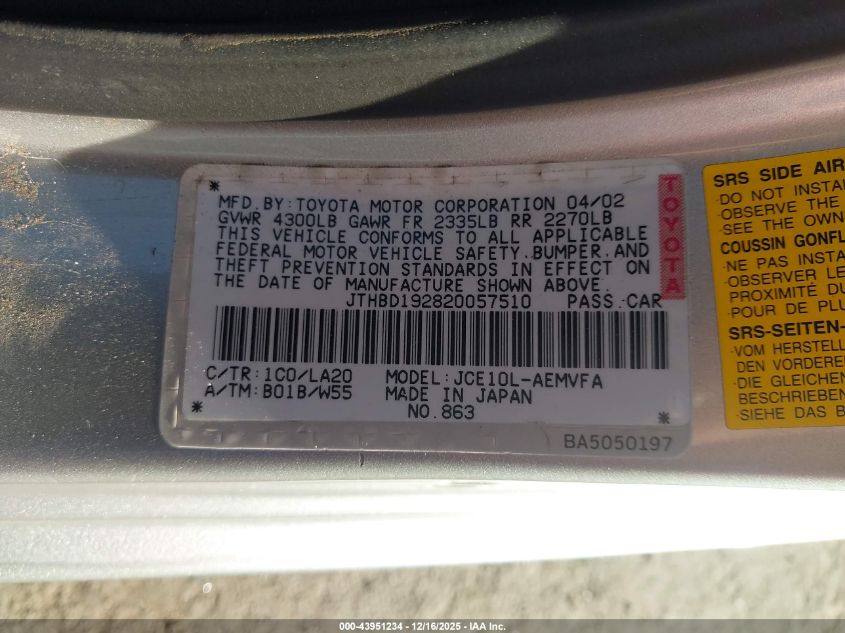 MFD. BY: TOYOTA MOTOR CORPORATION 04/02
GVWR 4300LB GAWR FR 2335LB RR 2270LB
THIS VEHICLE CONFORMS TO ALL APPLICABLE
FEDERAL MOTOR VEHICLE SAFETY, BUMPER, AND
THEFT PREVENTION STANDARDS IN EFFECT ON
THE DATE OF MANUFACTURE SHOWN ABOVE.
JTHBD192820057510 PASS. CAR
C/TR: 1C0/LA20 MODEL: JCE10L-AEMVFA
A/TM: B01B/W55 MADE IN JAPAN
NO. 863
BA5050197
TOYOTA
SRS SIDE AIR
·DO NOT INSTA
·OBSERVE THE
·SEE THE OWN
COUSSIN GONFL
·NE PAS INSTA
·OBSERVER LE
PROXIMITÉ DU
·POUR DE PLU
SRS-SEITEN-
·VOM HERSTELL
DEN VORDERE
·DIE GLEICHEN
BESCHRIEBEN
·SIEHE DAS B
000-43951234 - 12/16/2025 - IAA Inc.